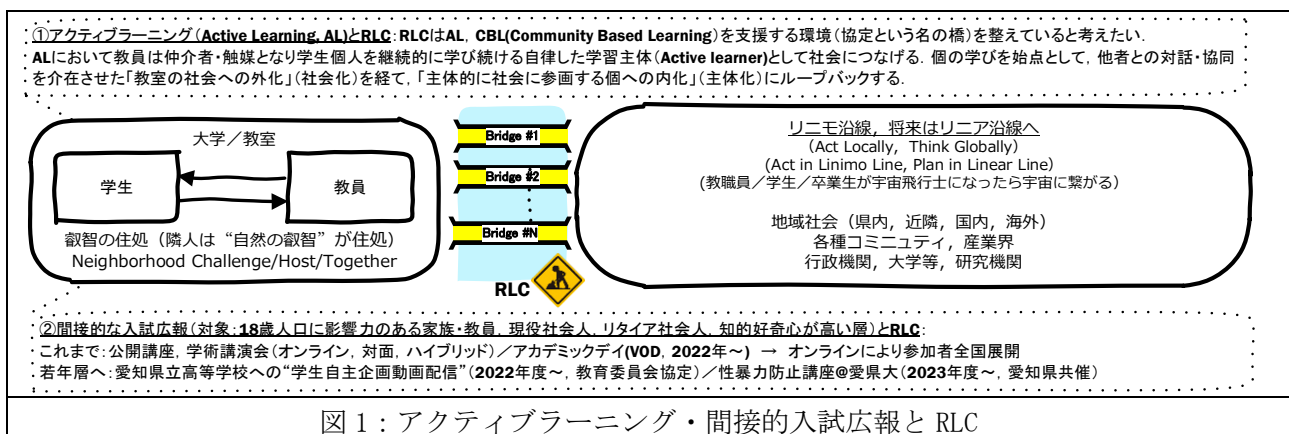 ①アクティブラーニング(Active Learning, AL)とRLC：RLCはAL，CBL(Community Based Learning)を支援する環境(協定という名の橋)を整えていると考えたい．
ALにおいて教員は仲介者・触媒となり学生個人を継続的に学び続ける自律した学習主体(Active learner)として社会につなげる．個の学びを始点として，他者との対話・協同
を介在させた「教室の社会への外化」(社会化)を経て，「主体的に社会に参画する個への内化」(主体化)にループバックする．
大学／教室
学生
教員
叡智の住処（隣人は“自然の叡智”が住処）
Neighborhood Challenge/Host/Together
Bridge #1
Bridge #2
Bridge #N
RLC
リニモ沿線，将来はリニア沿線へ
(Act Locally, Think Globally)
(Act in Linimo Line, Plan in Linear Line)
(教職員／学生／卒業生が宇宙飛行士になったら宇宙に繋がる）
地域社会（県内，近隣，国内，海外）
各種コミニュティ，産業界
行政機関，大学等，研究機関
②間接的な入試広報(対象：18歳人口に影響力のある家族・教員，現役社会人，リタイア社会人，知的好奇心が高い層)とRLC：
これまで：公開講座，学術講演会(オンライン，対面，ハイブリッド)／アカデミックデイ(VOD，2022年～) → オンラインにより参加者全国展開
若年層へ：愛知県立高等学校への“学生自主企画動画配信”(2022年度～，教育委員会協定)／性暴力防止講座@愛県大(2023年度～，愛知県共催)
図 1：アクティブラーニング・間接的入試広報と RLC